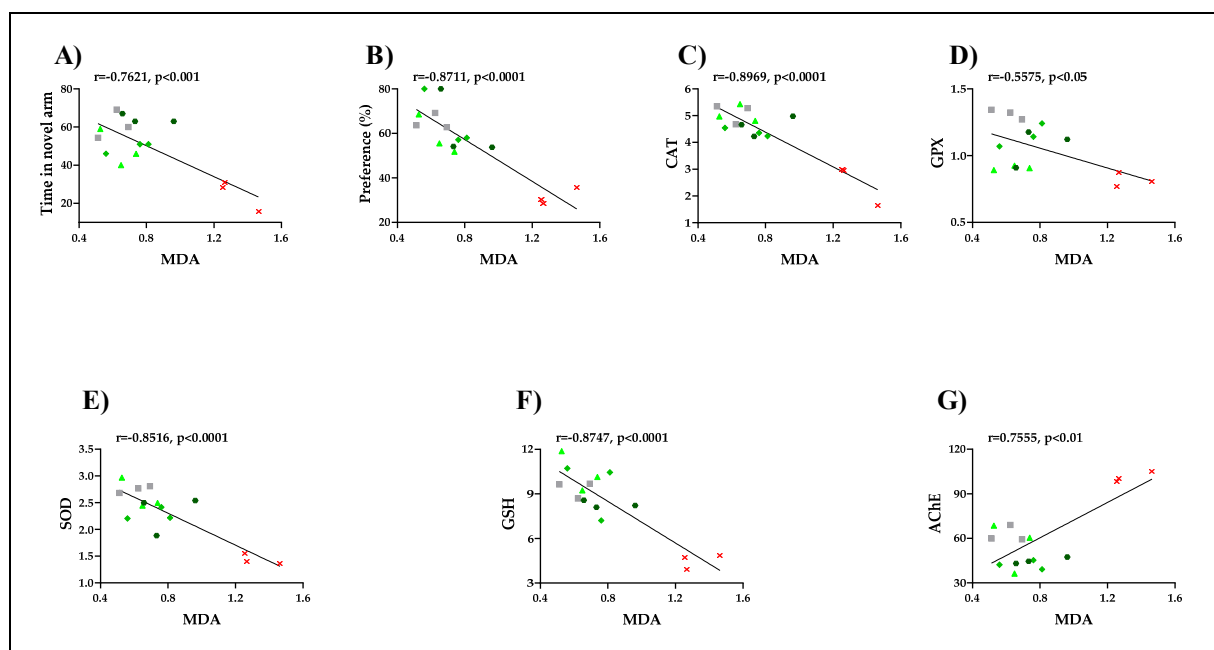 A)
r=-0.7621, p<0.001
Time in novel arm
80
60
40
20
0.4 0.8 1.2 1.6
MDA
B)
r=-0.8711, p<0.0001
Preference (%)
80
60
40
20
0.4 0.8 1.2 1.6
MDA
C)
r=-0.8969, p<0.0001
CAT
6
5
4
3
2
1
0.4 0.8 1.2 1.6
MDA
D)
r=-0.5575, p<0.05
GPX
1.5
1.0
0.5
0.4 0.8 1.2 1.6
MDA
E)
r=-0.8516, p<0.0001
SOD
3.5
3.0
2.5
2.0
1.5
1.0
0.4 0.8 1.2 1.6
MDA
F)
r=-0.8747, p<0.0001
GSH
12
10
8
6
4
2
0.4 0.8 1.2 1.6
MDA
G)
r=0.7555, p<0.01
AChE
120
90
60
30
0.4 0.8 1.2 1.6
MDA